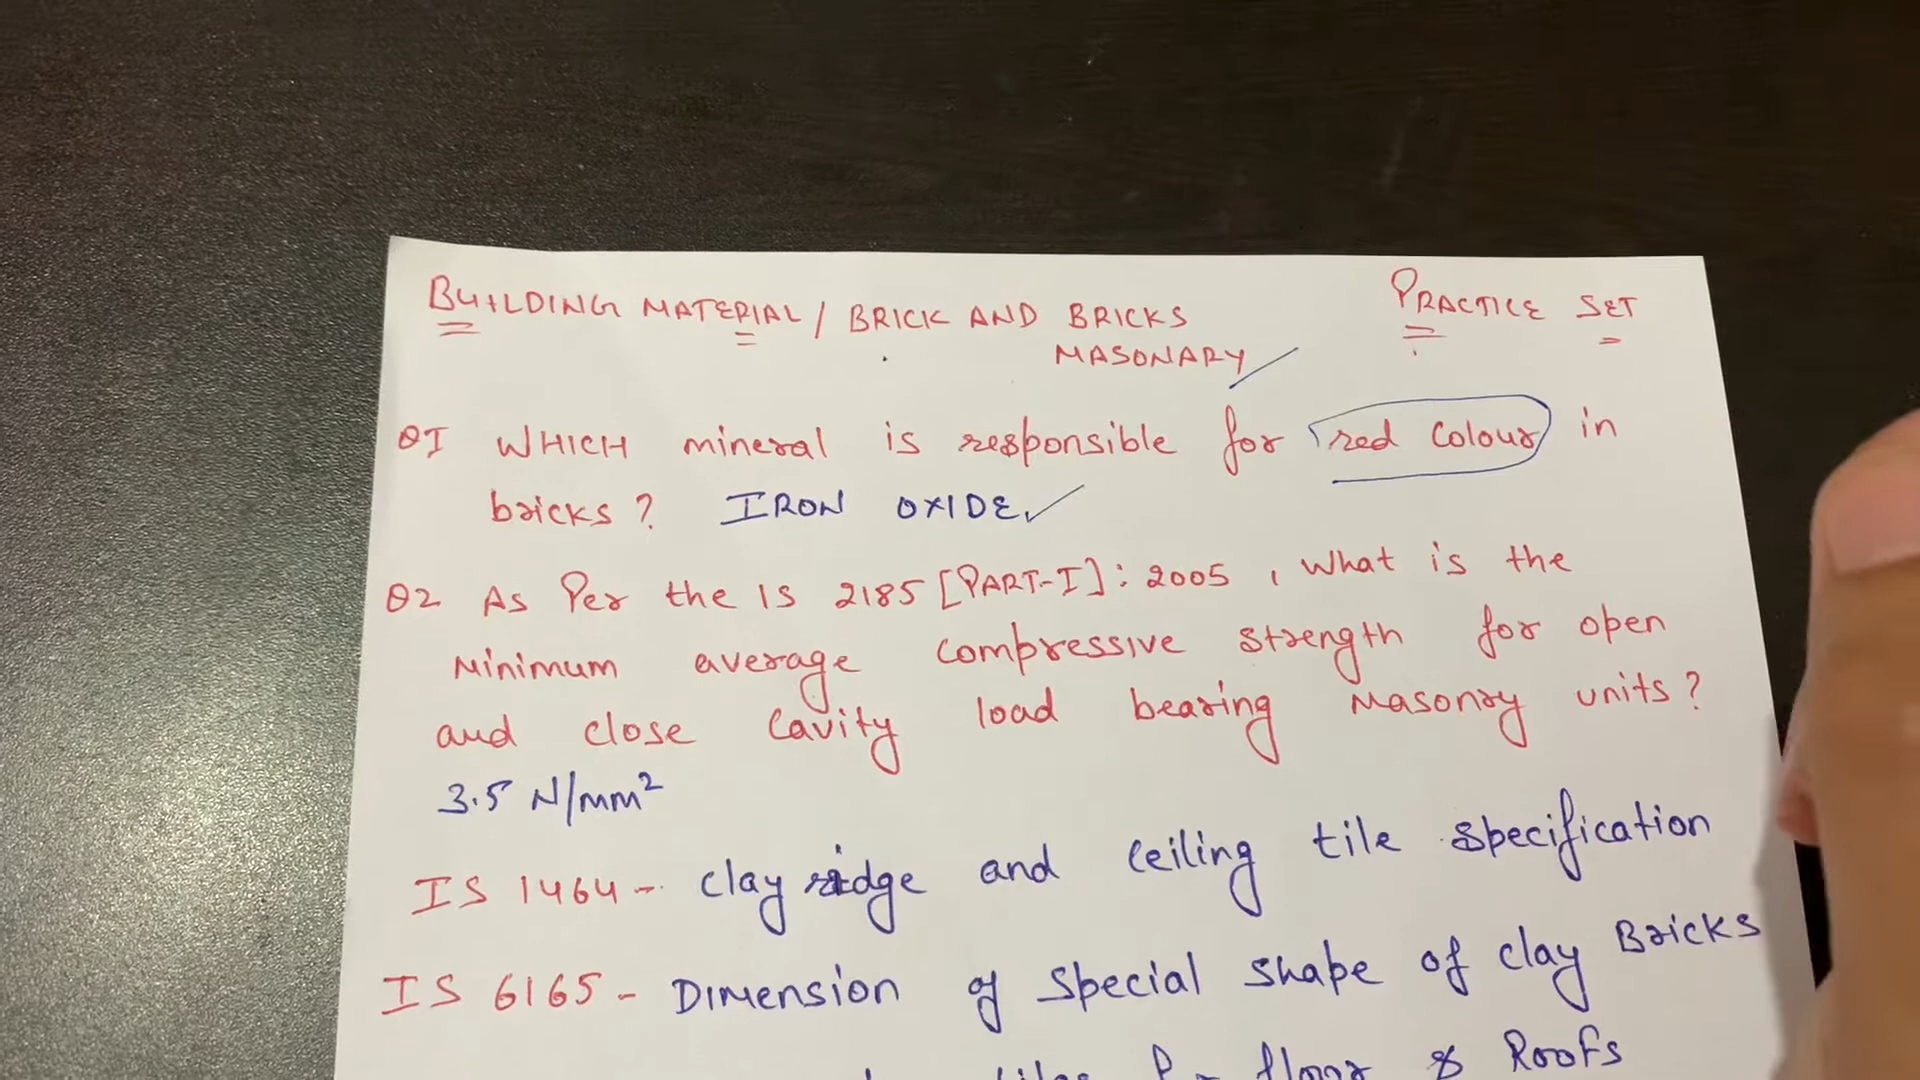 BUILDING MATERIAL / BRICK AND BRICKS MASONARY
PRACTICE SET
Q1 WHICH mineral is responsible for red colour in
bricks? IRON OXIDE
Q2 As Per the IS 2185 [PART-I]: 2005, What is the
Minimum average compressive strength for open
and close cavity load bearing Masonry units?
3.5 N/mm²
IS 1464 - clay ridge and ceiling tile specification
IS 6165 - Dimension of special shape of clay Bricks
floor & Roofs